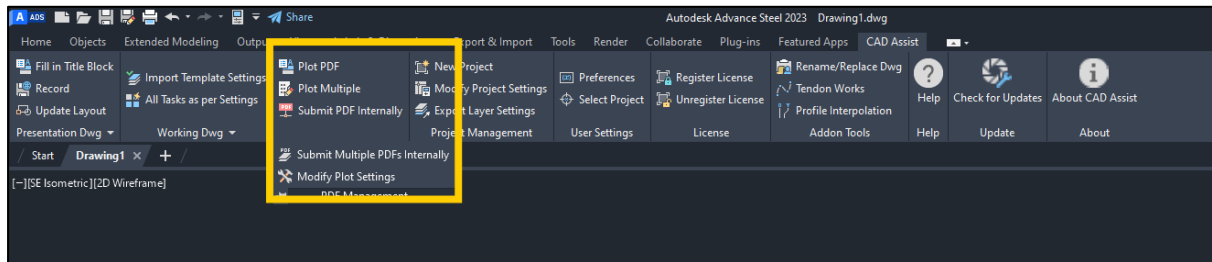 A ADS Share Autodesk Advance Steel 2023 Drawing1.dwg
Home Objects Extended Modeling Export & Import Tools Render Collaborate Plug-ins Featured Apps CAD Assist
Fill in Title Block
Record
Update Layout
Presentation Dwg
Import Template Settings
All Tasks as per Settings
Working Dwg
Plot PDF
Plot Multiple
Submit PDF Internally
Submit Multiple PDFs Internally
Modify Plot Settings
PDF Management
New Project
Modify Project Settings
Export Layer Settings
Project Management
Preferences
Select Project
User Settings
Register License
Unregister License
License
Rename/Replace Dwg
Tendon Works
Profile Interpolation
Addon Tools
Help
Help
Check for Updates
Update
About CAD Assist
About
Start Drawing1
[−][SE Isometric][2D Wireframe]